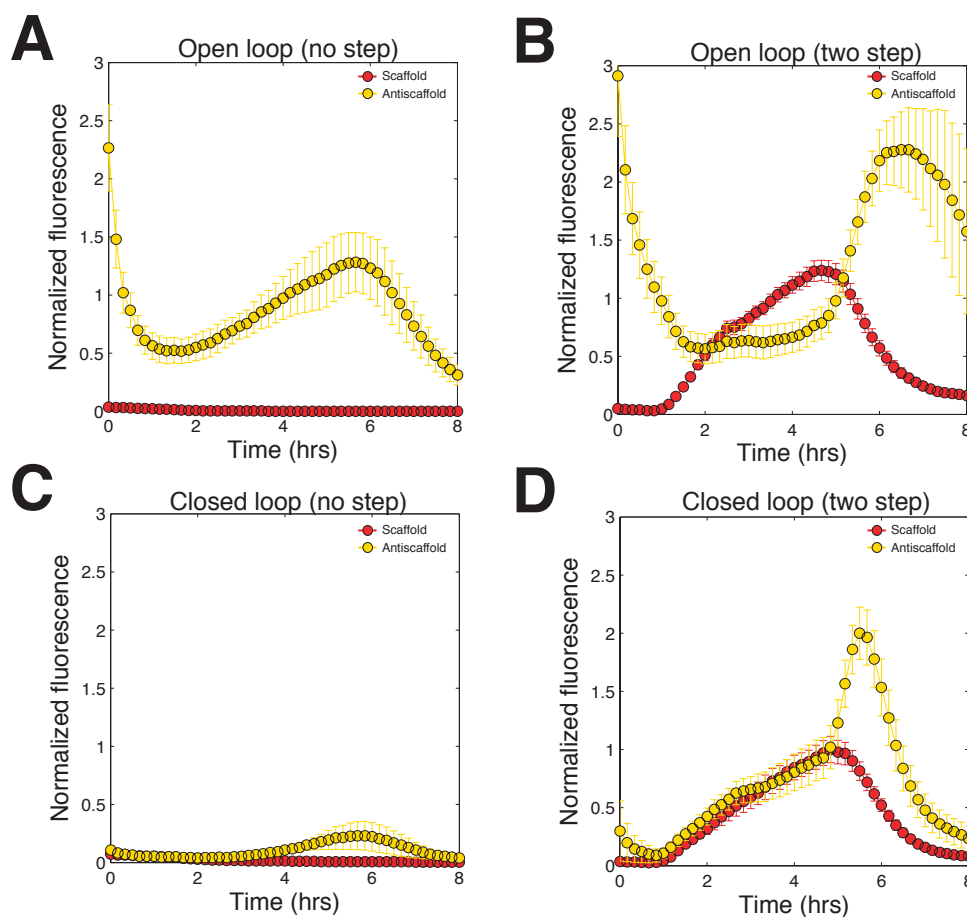 A
Open loop (no step)
Scaffold
Antiscaffold
Normalized fluorescence
3
2.5
2
1.5
1
0.5
0
0
2
4
6
8
Time (hrs)
B
Open loop (two step)
Scaffold
Antiscaffold
Normalized fluorescence
3
2.5
2
1.5
1
0.5
0
0
2
4
6
8
Time (hrs)
C
Closed loop (no step)
Scaffold
Antiscaffold
Normalized fluorescence
3
2.5
2
1.5
1
0.5
0
0
2
4
6
8
Time (hrs)
D
Closed loop (two step)
Scaffold
Antiscaffold
Normalized fluorescence
3
2.5
2
1.5
1
0.5
0
0
2
4
6
8
Time (hrs)